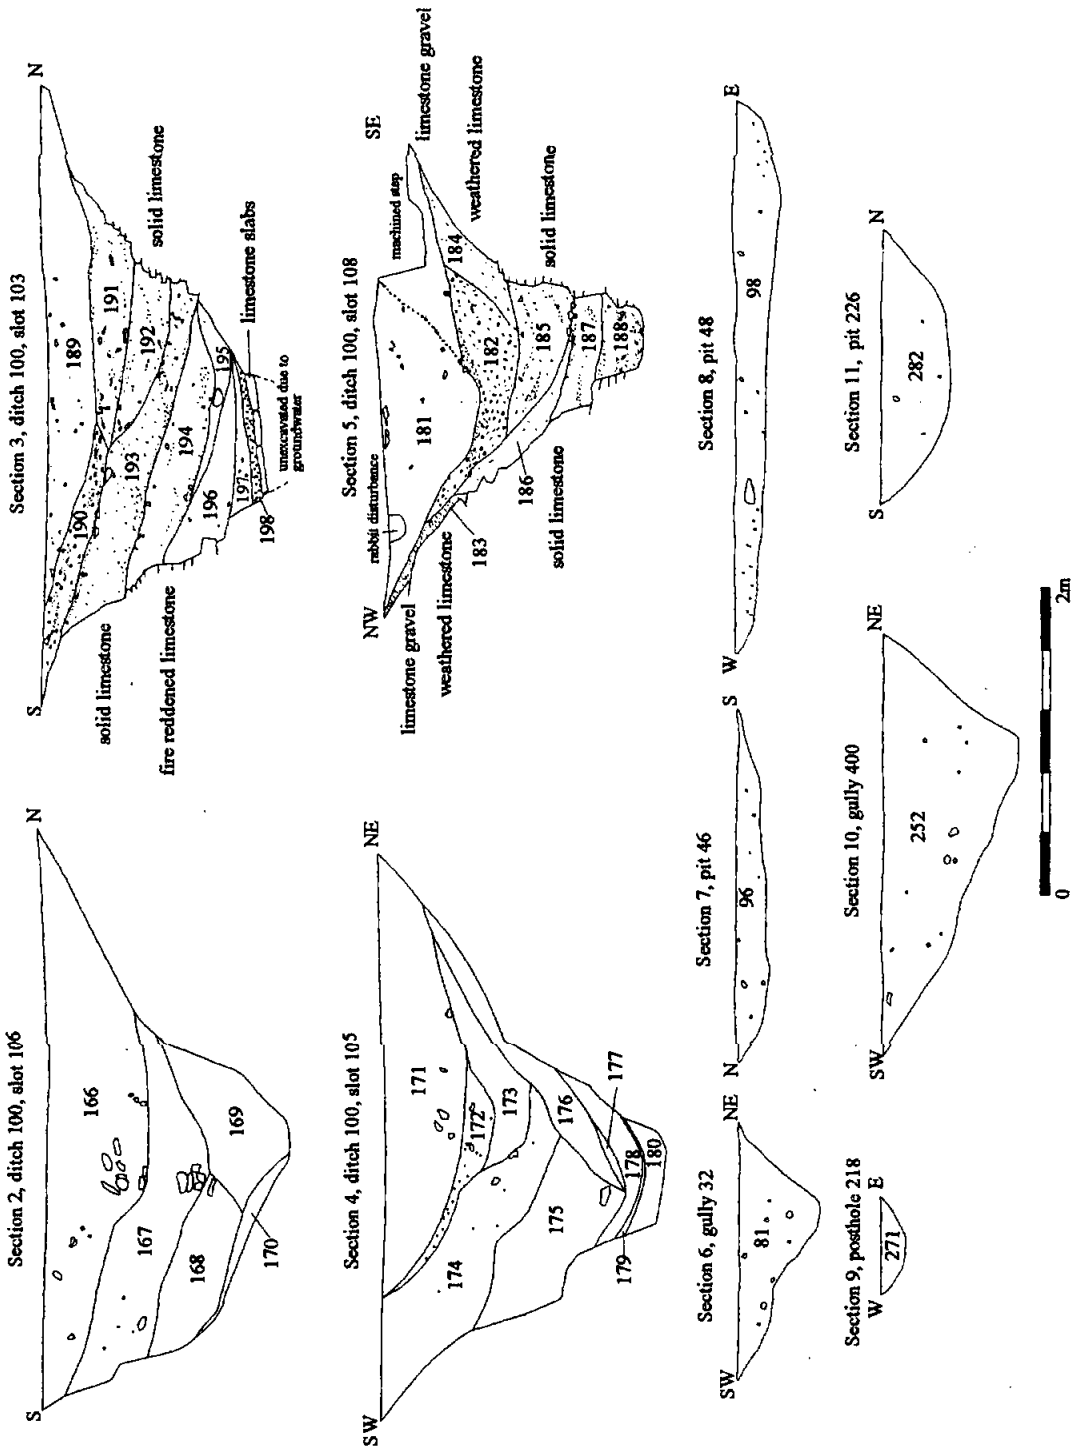 Section 2, ditch 100, slot 106
S
N
166
167
168
169
170
Section 3, ditch 100, slot 103
S
N
189
190
191
192
193
194
195
196
197
198
solid limestone
solid limestone
fire reddened limestone
limestone slabs
unexcavated due to
groundwater
Section 4, ditch 100, slot 105
SW
NE
171
172
173
174
175
176
177
178
179
180
Section 5, ditch 100, slot 108
NW
SE
rabbit disturbance
machined step
181
182
183
184
185
186
187
188
limestone gravel
weathered limestone
solid limestone
limestone gravel
weathered limestone
solid limestone
Section 6, gully 32
SW
NE
81
Section 7, pit 46
N
S
96
Section 8, pit 48
W
E
98
Section 9, posthole 218
W
E
271
Section 10, gully 400
SW
NE
252
Section 11, pit 226
S
N
282
0
2m